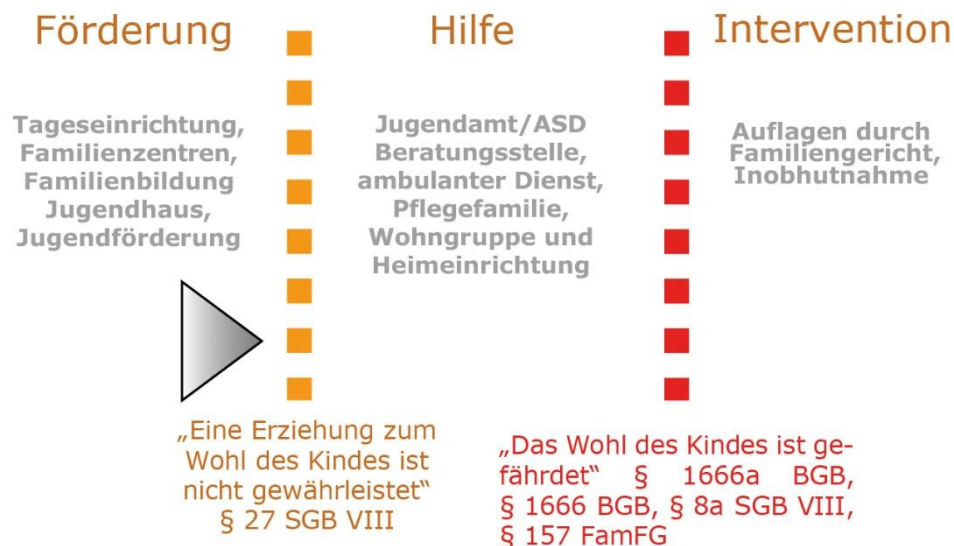 Förderung
Hilfe
Intervention
Tageseinrichtung,
Familienzentren,
Familienbildung
Jugendhaus,
Jugendförderung
Jugendamt/ASD
Beratungsstelle,
ambulanter Dienst,
Pflegefamilie,
Wohngruppe und
Heimeinrichtung
Auflagen durch
Familiengericht,
Inobhutnahme
„Eine Erziehung zum
Wohl des Kindes ist
nicht gewährleistet“
§ 27 SGB VIII
„Das Wohl des Kindes ist ge-
fährdet“ § 1666a BGB,
§ 1666 BGB, § 8a SGB VIII,
§ 157 FamFG